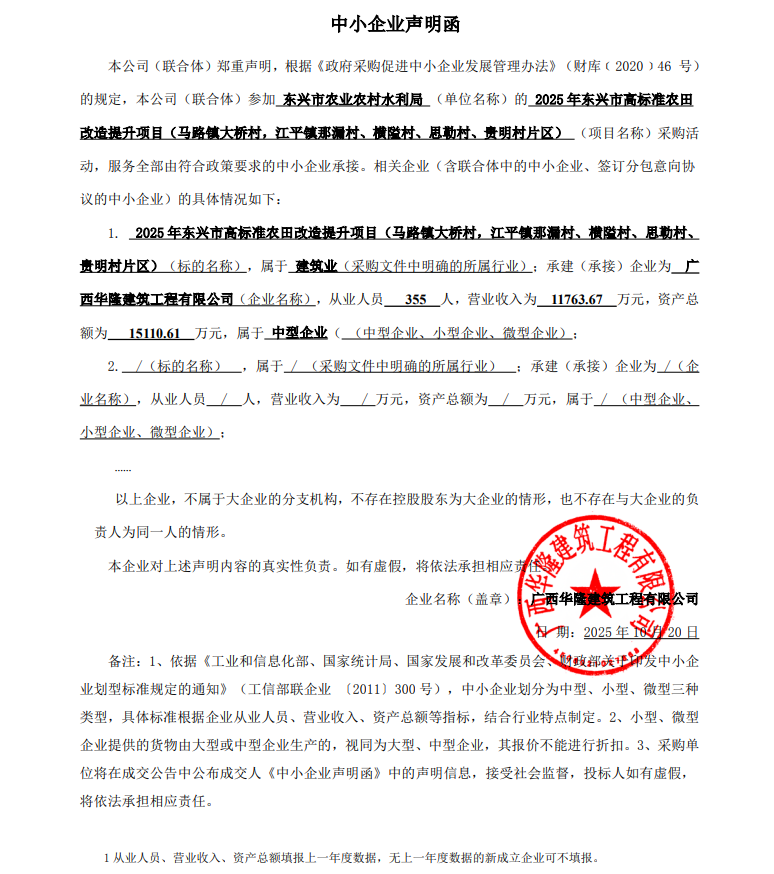 中小企业声明函
本公司（联合体）郑重声明，根据《政府采购促进中小企业发展管理办法》（财库﹝2020﹞46 号）
的规定，本公司（联合体）参加 东兴市农业农村水利局 （单位名称）的 2025 年东兴市高标准农田
改造提升项目（马路镇大桥村，江平镇那漏村、横隘村、思勒村、贵明村片区） （项目名称）采购活
动，服务全部由符合政策要求的中小企业承接。相关企业（含联合体中的中小企业、签订分包意向协
议的中小企业）的具体情况如下：
1. 2025 年东兴市高标准农田改造提升项目（马路镇大桥村，江平镇那漏村、横隘村、思勒村、
贵明村片区）（标的名称），属于 建筑业（采购文件中明确的所属行业）；承建（承接）企业为 广
西华隆建筑工程有限公司（企业名称），从业人员 355 人，营业收入为 11763.67 万元，资产总
额为 15110.61 万元，属于 中型企业（ （中型企业、小型企业、微型企业）；
2. /（标的名称） ，属于 / （采购文件中明确的所属行业） ；承建（承接）企业为 /（企
业名称），从业人员 / 人，营业收入为 / 万元，资产总额为 / 万元，属于 / （中型企业、
小型企业、微型企业）；
……
以上企业，不属于大企业的分支机构，不存在控股股东为大企业的情形，也不存在与大企业的负
责人为同一人的情形。
本企业对上述声明内容的真实性负责。如有虚假，将依法承担相应责任。
企业名称（盖章）：广西华隆建筑工程有限公司
日 期：2025 年 10 月 20 日
广西华隆建筑工程有限公司
备注：1、依据《工业和信息化部、国家统计局、国家发展和改革委员会、财政部关于印发中小企
业划型标准规定的通知》（工信部联企业 〔2011〕300 号），中小企业划分为中型、小型、微型三种
类型，具体标准根据企业从业人员、营业收入、资产总额等指标，结合行业特点制定。2、小型、微型
企业提供的货物由大型或中型企业生产的，视同为大型、中型企业，其报价不能进行折扣。3、采购单
位将在成交公告中公布成交人《中小企业声明函》中的声明信息，接受社会监督，投标人如有虚假，
将依法承担相应责任。
1 从业人员、营业收入、资产总额填报上一年度数据，无上一年度数据的新成立企业可不填报。